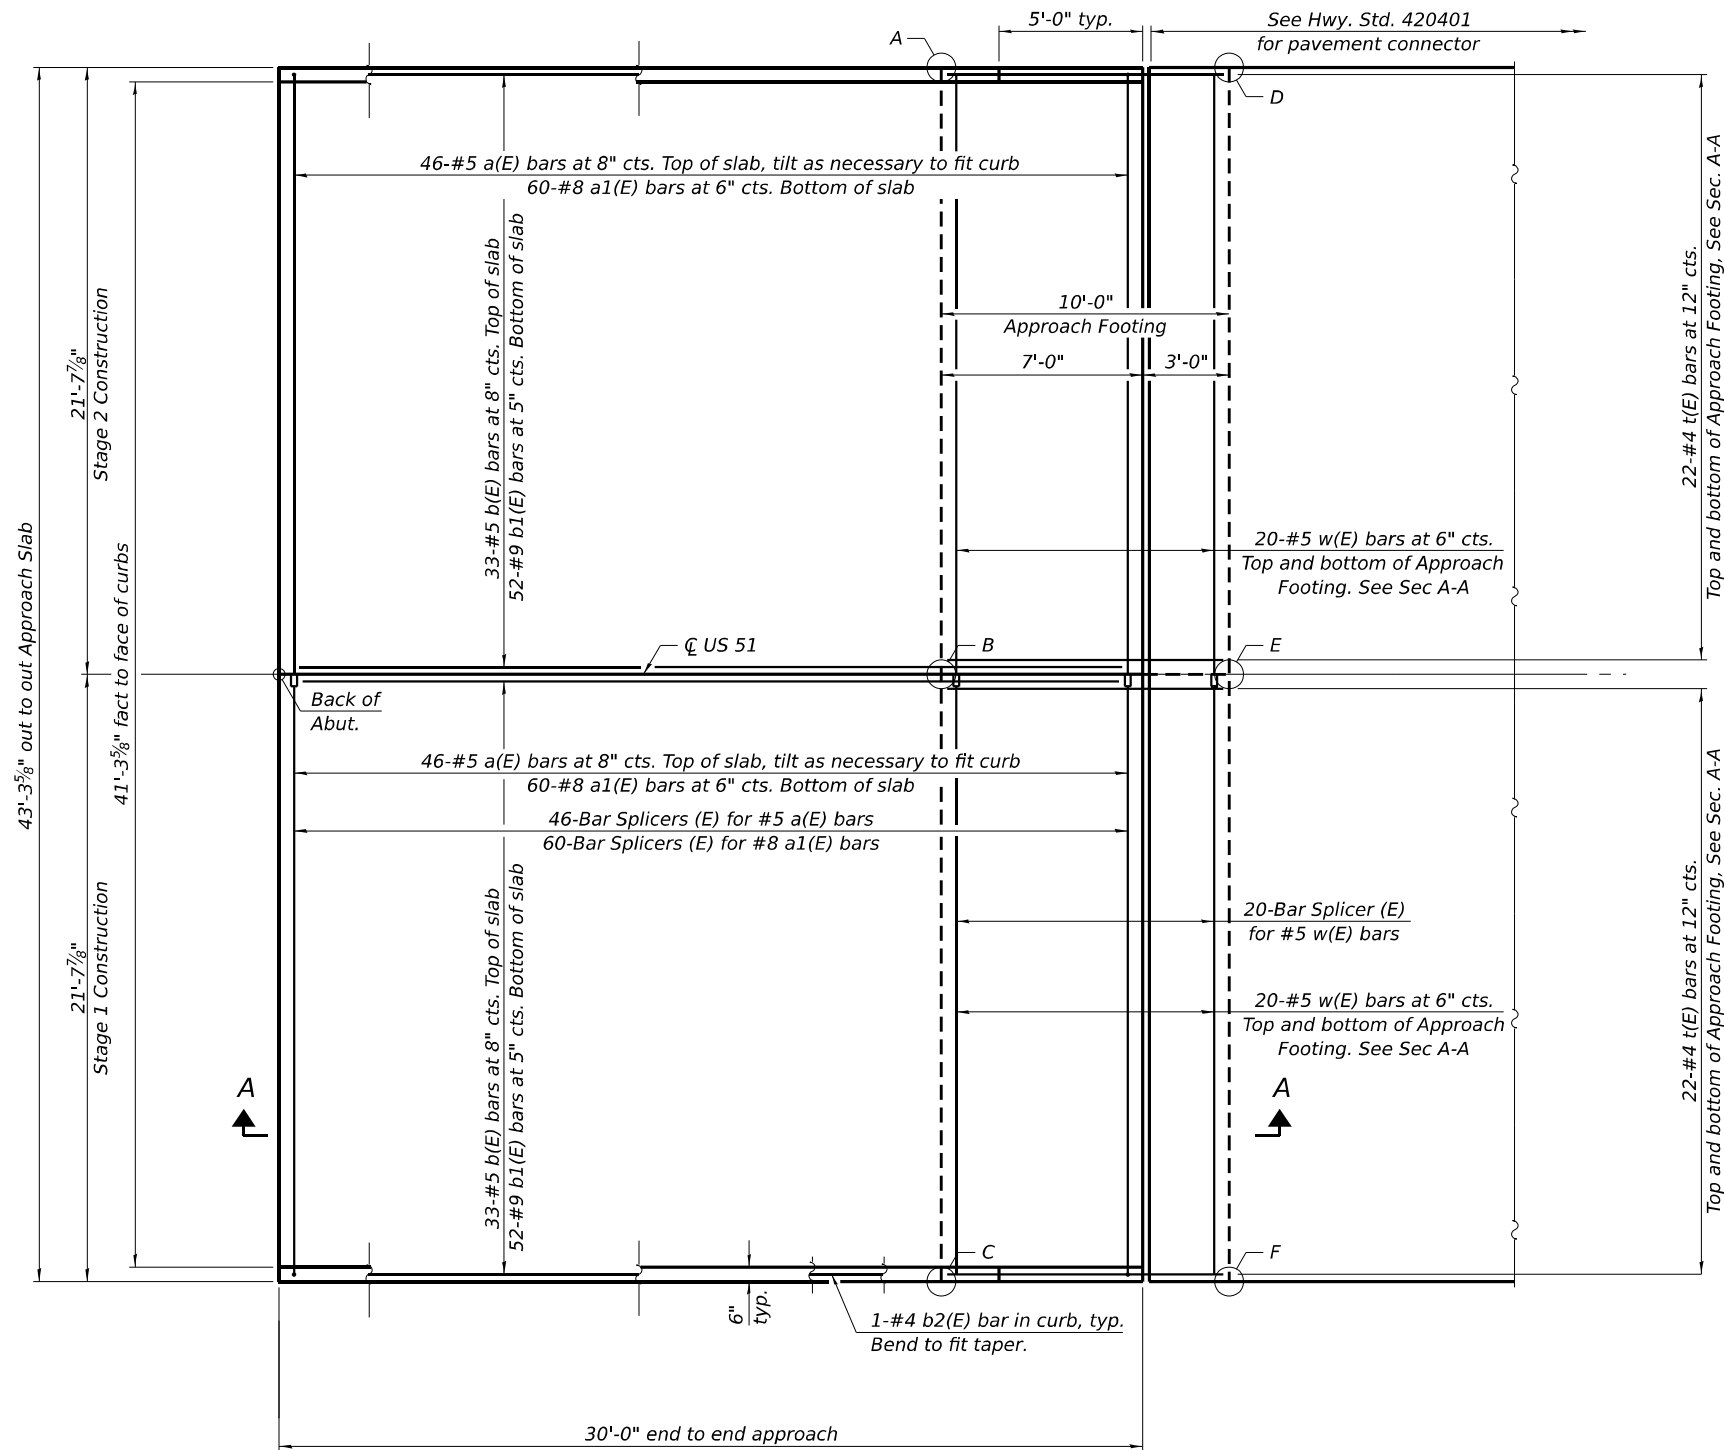 5'-0" typ.
See Hwy. Std. 420401
for pavement connector
A
D
46-#5 a(E) bars at 8" cts. Top of slab, tilt as necessary to fit curb
60-#8 a1(E) bars at 6" cts. Bottom of slab
33-#5 b(E) bars at 8" cts. Top of slab
52-#9 b1(E) bars at 5" cts. Bottom of slab
10'-0"
Approach Footing
7'-0"
3'-0"
21'-7⅞"
Stage 2 Construction
43'-3⅝" out to out Approach Slab
41'-3⅝" fact to face of curbs
22-#4 t(E) bars at 12" cts.
Top and bottom of Approach Footing, See Sec. A-A
20-#5 w(E) bars at 6" cts.
Top and bottom of Approach
Footing. See Sec A-A
℄ US 51
B
E
Back of
Abut.
46-#5 a(E) bars at 8" cts. Top of slab, tilt as necessary to fit curb
60-#8 a1(E) bars at 6" cts. Bottom of slab
46-Bar Splicers (E) for #5 a(E) bars
60-Bar Splicers (E) for #8 a1(E) bars
21'-7⅞"
Stage 1 Construction
33-#5 b(E) bars at 8" cts. Top of slab
52-#9 b1(E) bars at 5" cts. Bottom of slab
20-Bar Splicer (E)
for #5 w(E) bars
20-#5 w(E) bars at 6" cts.
Top and bottom of Approach
Footing. See Sec A-A
22-#4 t(E) bars at 12" cts.
Top and bottom of Approach Footing, See Sec. A-A
A
A
C
F
6"
typ.
1-#4 b2(E) bar in curb, typ.
Bend to fit taper.
30'-0" end to end approach